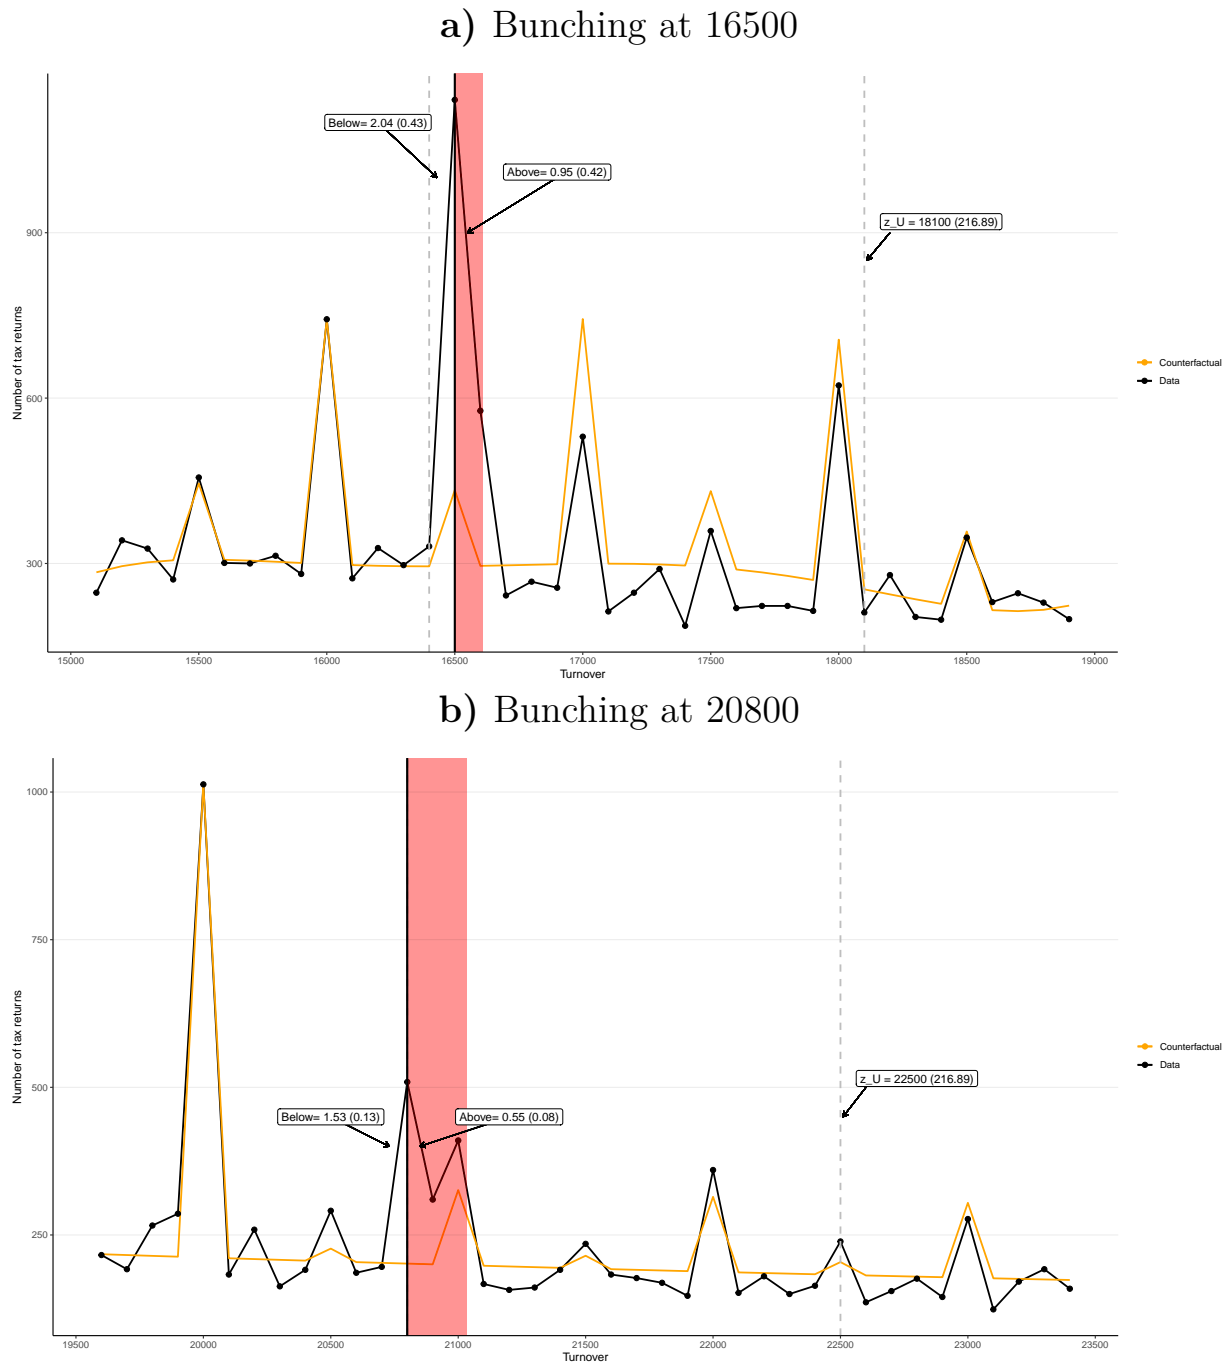 a) Bunching at 16500
Below= 2.04 (0.43)
Above= 0.95 (0.42)
z_U = 18100 (216.89)
900
600
300
Number of tax returns
Counterfactual
Data
15000 15500 16000 16500 17000 17500 18000 18500 19000
Turnover
b) Bunching at 20800
1000
750
500
250
Number of tax returns
z_U = 22500 (216.89)
Below= 1.53 (0.13)
Above= 0.55 (0.08)
Counterfactual
Data
19500 20000 20500 21000 21500 22000 22500 23000 23500
Turnover